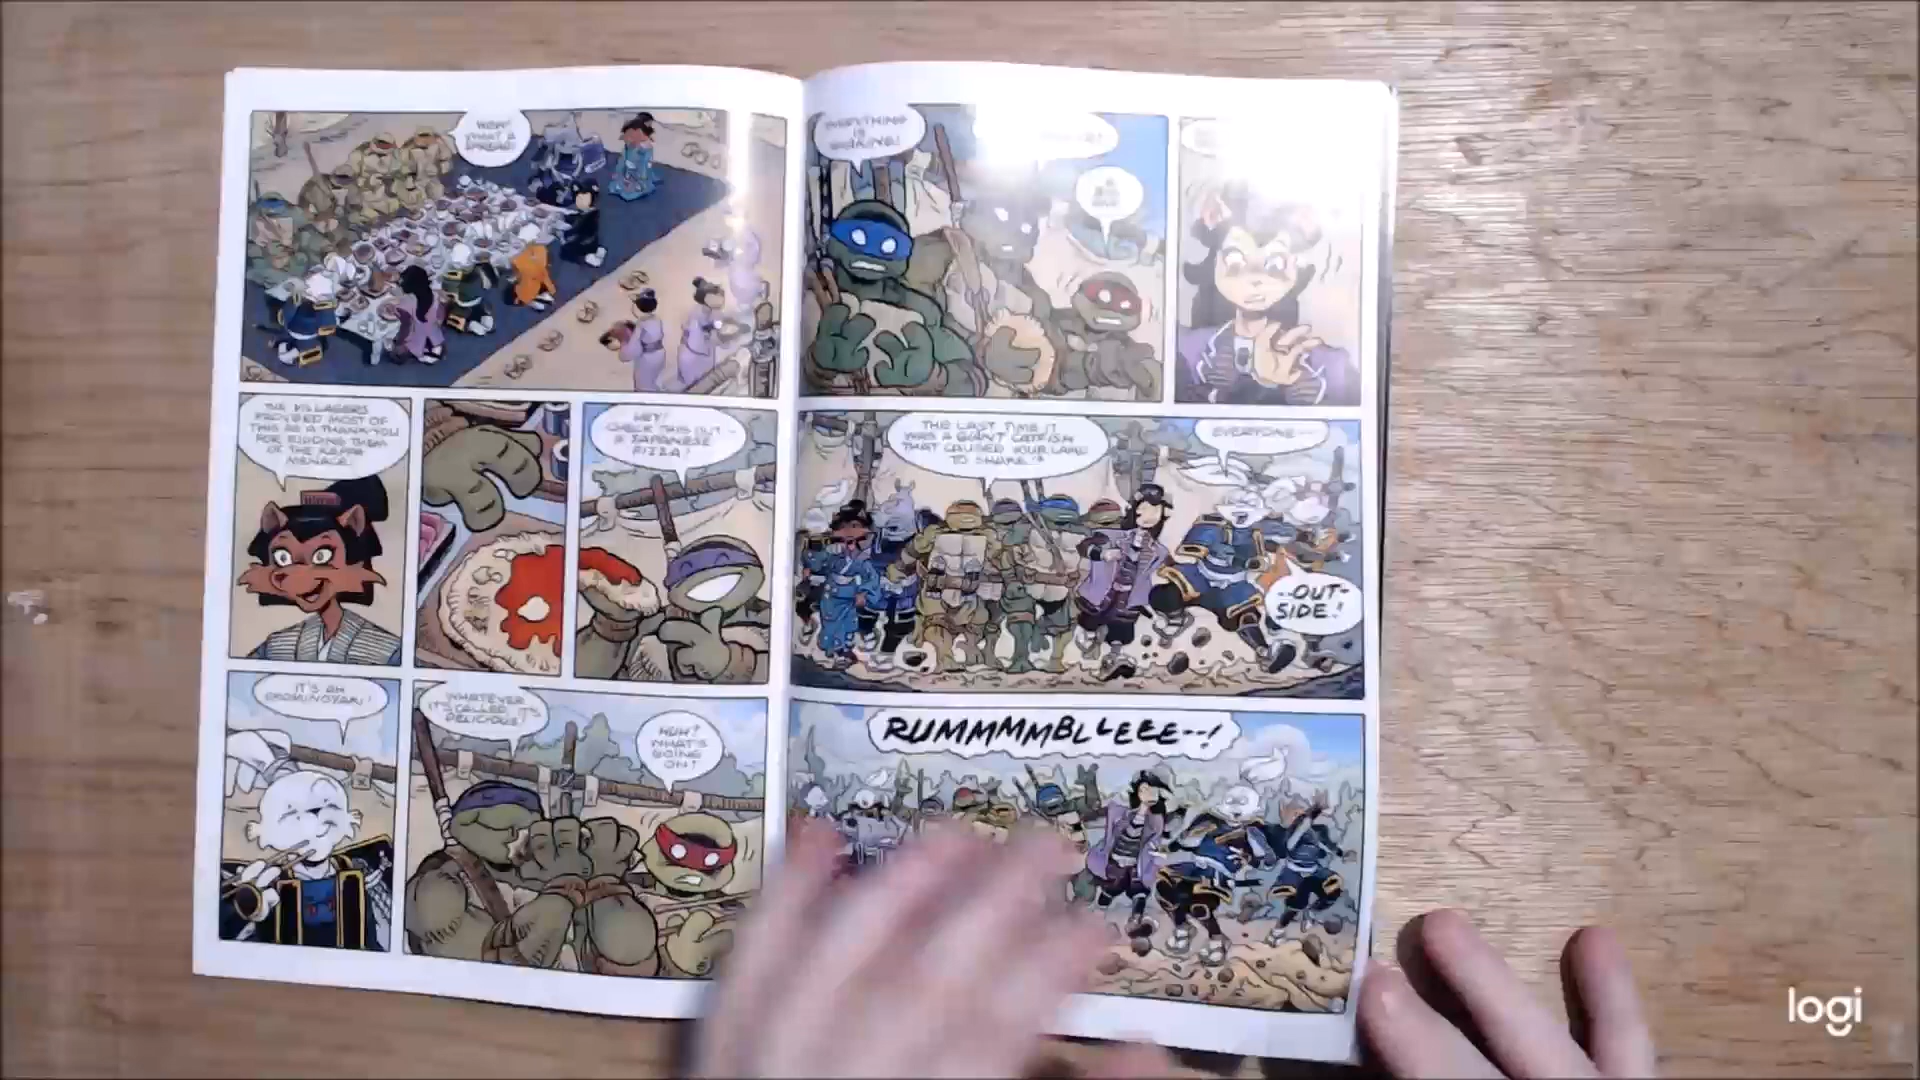 WOW!
WHAT A
SPREAD!
THE VILLAGERS
PROVIDED MOST OF
THIS AS A THANK-YOU
FOR RIDDING THEM
OF THE KAPPA
MENACE.
HEY!
CHECK THIS OUT--
A JAPANESE
PIZZA!
IT'S AN
OKONOMIYAKI!
WHATEVER
IT'S CALLED, IT'S
DELICIOUS!
HUH?
WHAT'S
GOING
ON?
EVERYTHING
IS
SHAKING!
THE LAST TIME IT
WAS A GIANT CATFISH
THAT CAUSED YOUR LAND
TO SHAKE!*
EVERYONE--
--OUT-
SIDE!
RUMMMMBLLEEE--!
logi